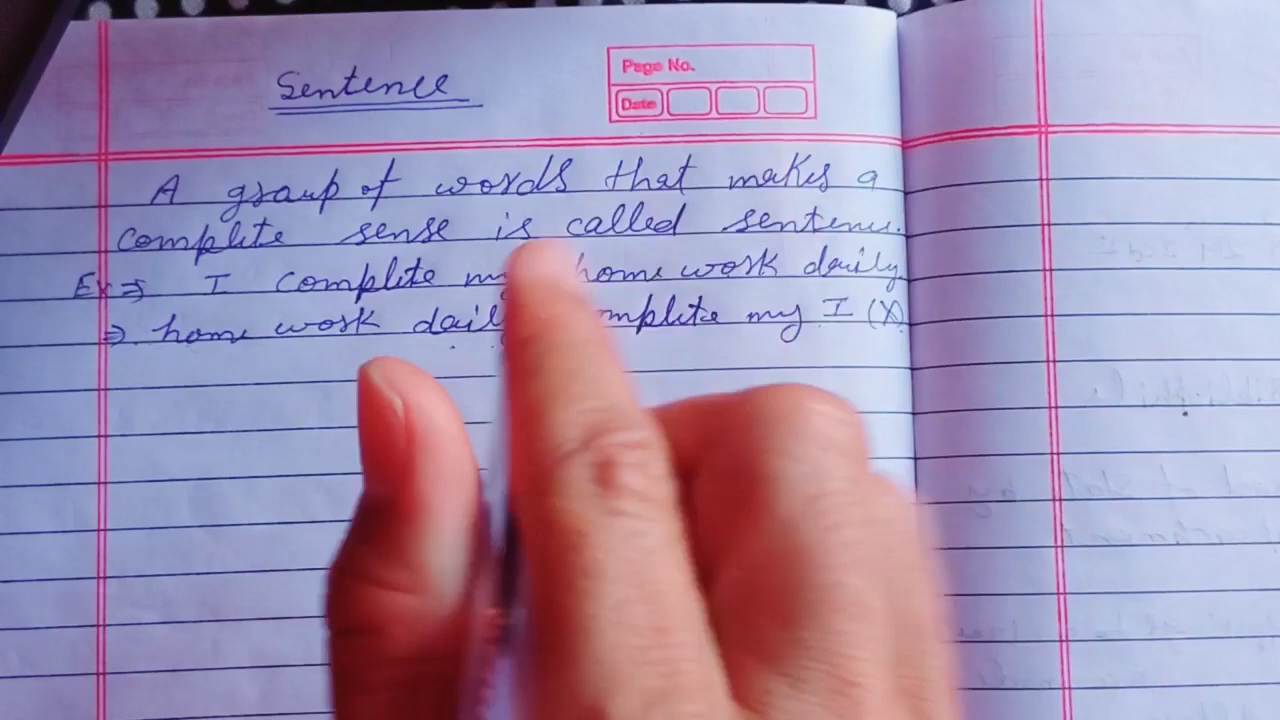 Sentence
Page No.
Date
A group of words that makes a
complete sense is called sentence.
Ex ⇒ I complete my home work daily
⇒ home work daily complete my I (X)